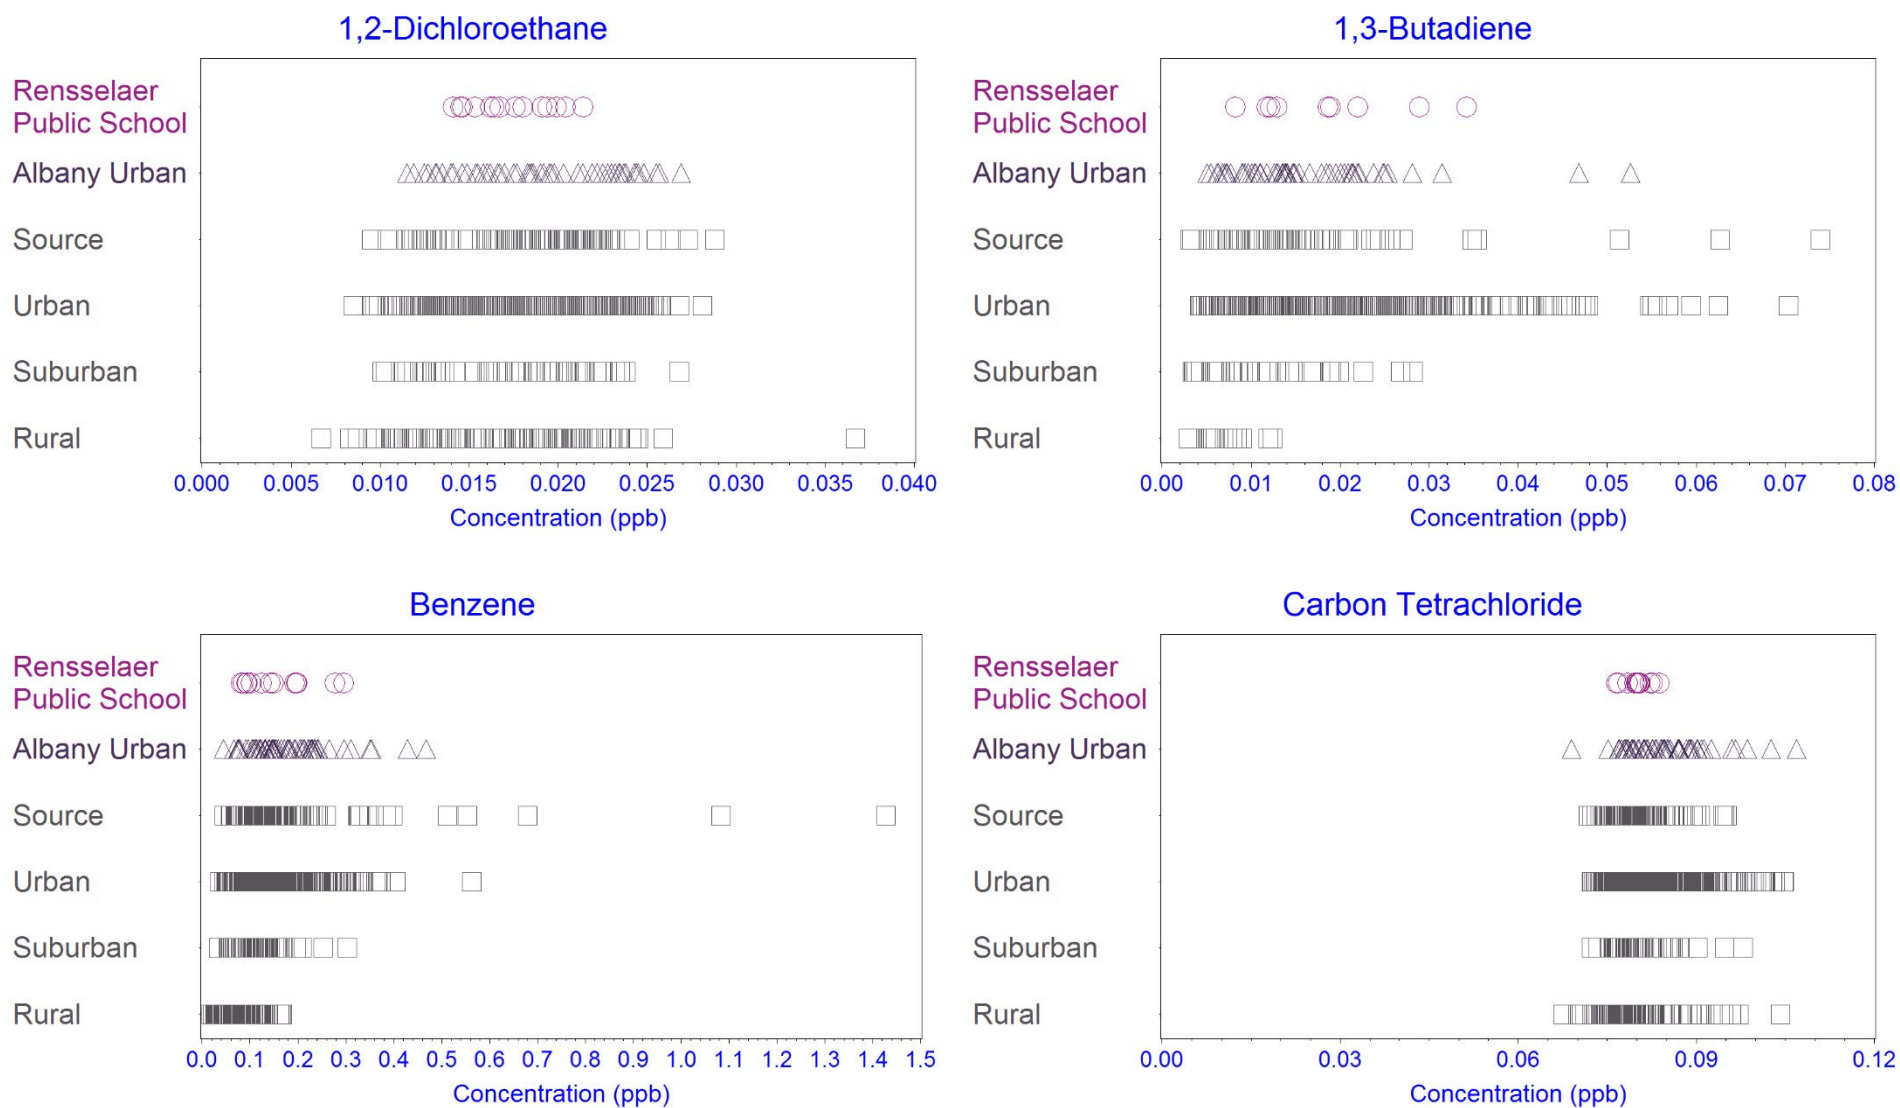 1,2-Dichloroethane
Rensselaer
Public School
Albany Urban
Source
Urban
Suburban
Rural
0.000 0.005 0.010 0.015 0.020 0.025 0.030 0.035 0.040
Concentration (ppb)
1,3-Butadiene
Rensselaer
Public School
Albany Urban
Source
Urban
Suburban
Rural
0.00 0.01 0.02 0.03 0.04 0.05 0.06 0.07 0.08
Concentration (ppb)
Benzene
Rensselaer
Public School
Albany Urban
Source
Urban
Suburban
Rural
0.0 0.1 0.2 0.3 0.4 0.5 0.6 0.7 0.8 0.9 1.0 1.1 1.2 1.3 1.4 1.5
Concentration (ppb)
Carbon Tetrachloride
Rensselaer
Public School
Albany Urban
Source
Urban
Suburban
Rural
0.00 0.03 0.06 0.09 0.12
Concentration (ppb)